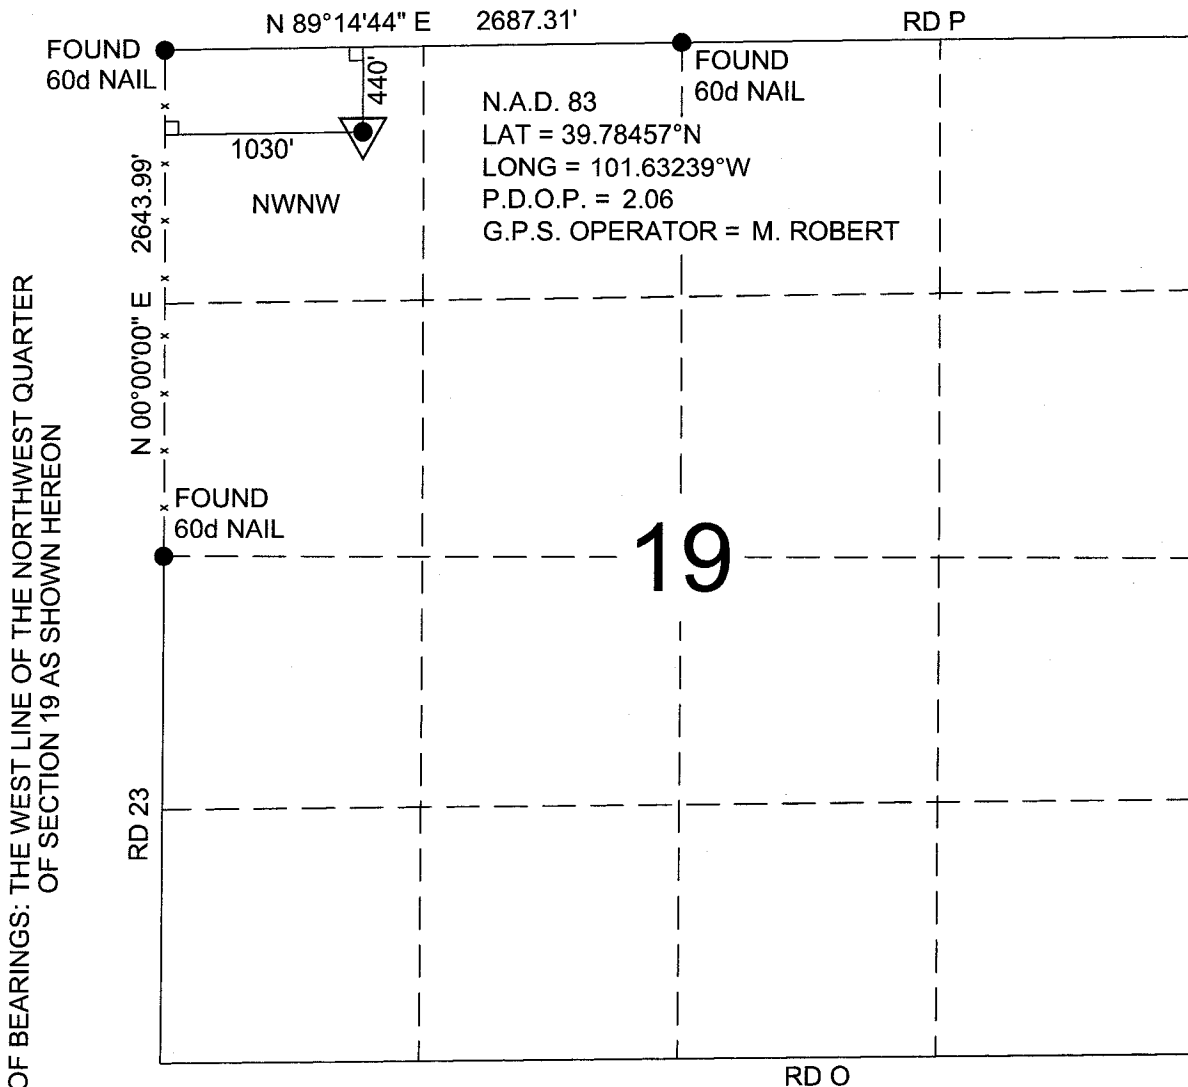 N 89°14'44" E 2687.31' RD P
FOUND
60d NAIL
440'
FOUND
60d NAIL
1030'
NWNW
N.A.D. 83
LAT = 39.78457°N
LONG = 101.63239°W
P.D.O.P. = 2.06
G.P.S. OPERATOR = M. ROBERT
N 00°00'00" E 2643.99'
FOUND
60d NAIL
19
OF BEARINGS: THE WEST LINE OF THE NORTHWEST QUARTER
OF SECTION 19 AS SHOWN HEREON
RD 23
RD O